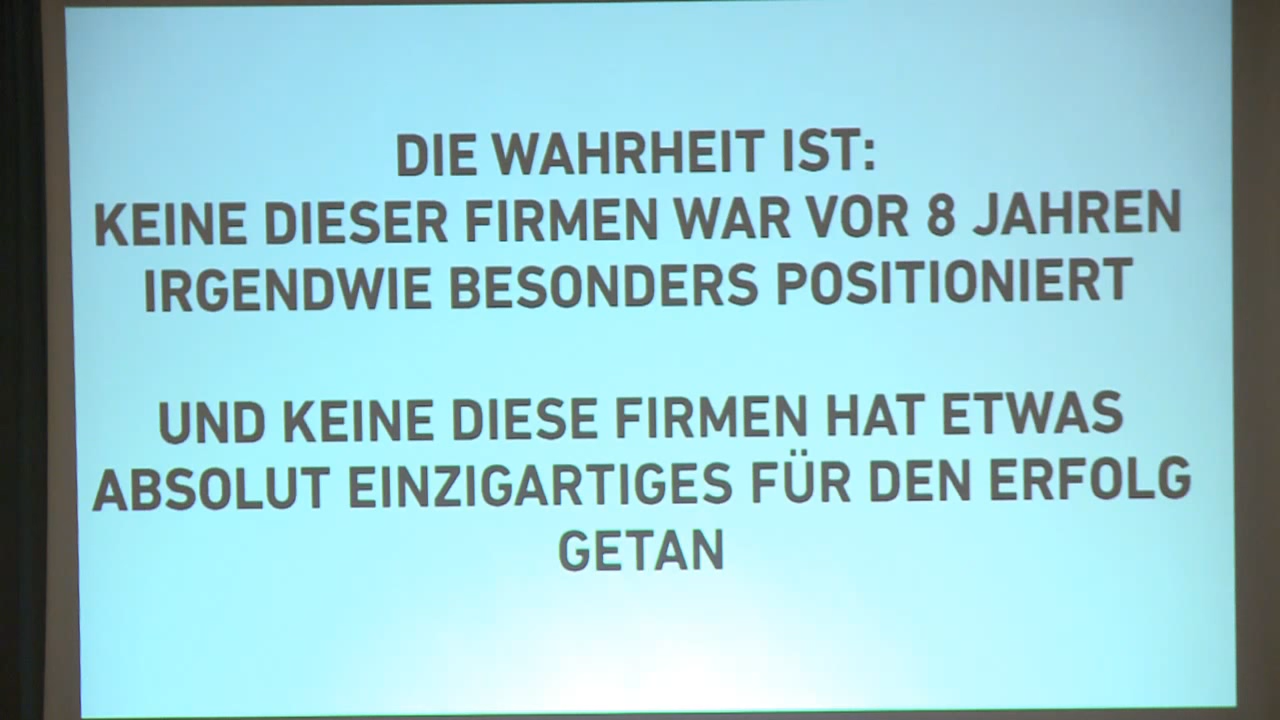 DIE WAHRHEIT IST:
KEINE DIESER FIRMEN WAR VOR 8 JAHREN
IRGENDWIE BESONDERS POSITIONIERT
UND KEINE DIESE FIRMEN HAT ETWAS
ABSOLUT EINZIGARTIGES FÜR DEN ERFOLG
GETAN